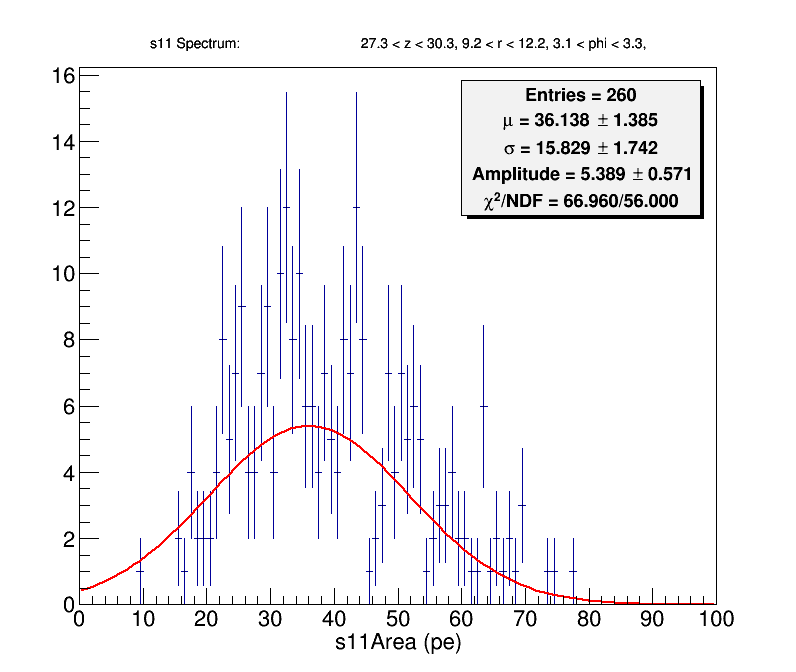 s11 Spectrum: 27.3 < z < 30.3, 9.2 < r < 12.2, 3.1 < phi < 3.3,
Entries = 260
μ = 36.138 ± 1.385
σ = 15.829 ± 1.742
Amplitude = 5.389 ± 0.571
χ²/NDF = 66.960/56.000
16
14
12
10
8
6
4
2
0
0 10 20 30 40 50 60 70 80 90 100
s11Area (pe)